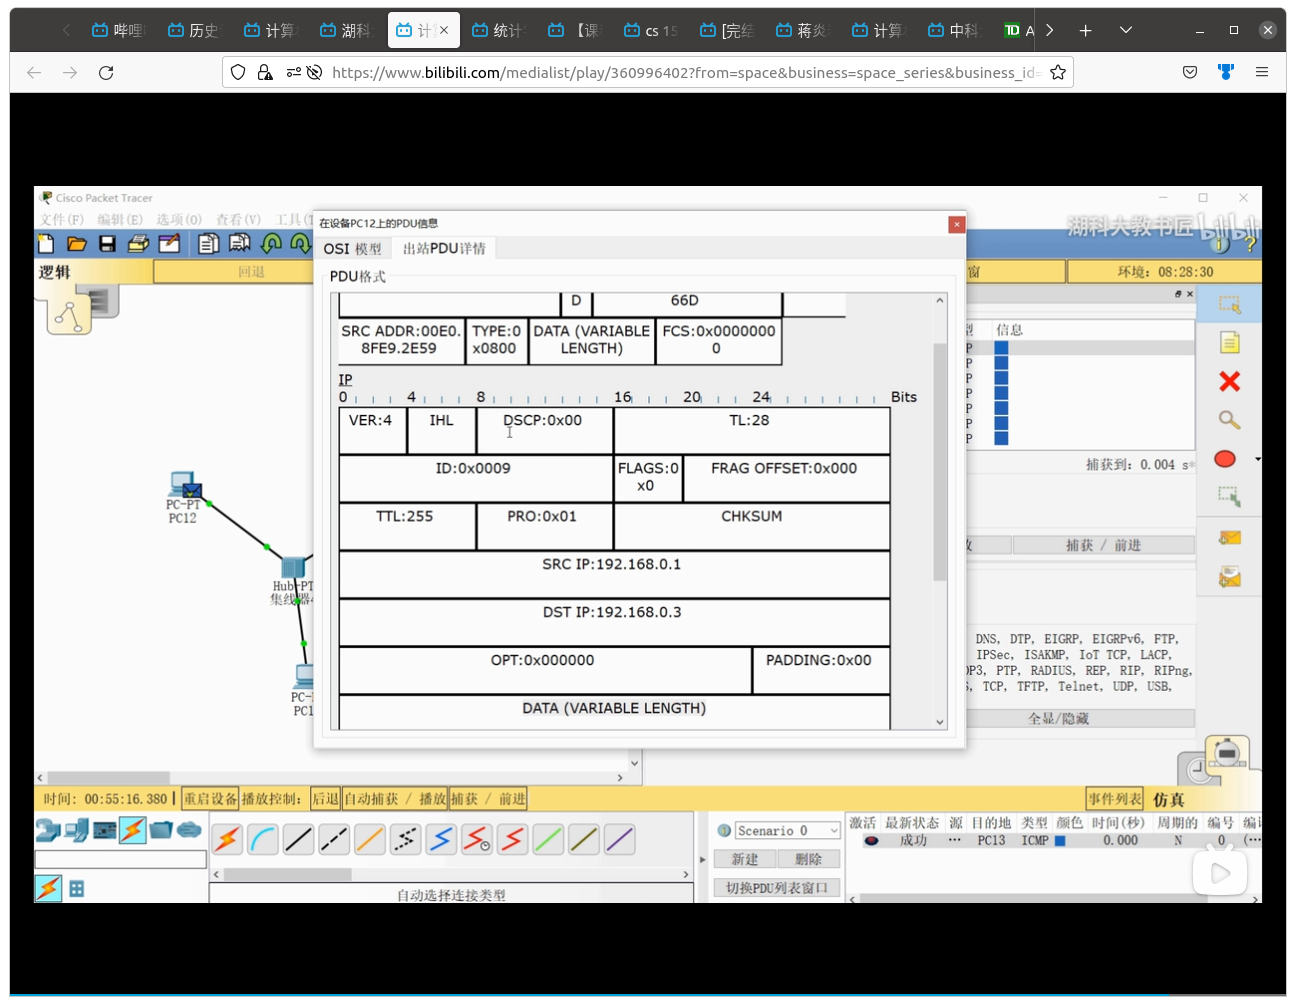 哔哩
历史
计算
湖科
计
统计
【课
cs 15
[完结
蒋炎
计算
中科
TD A
https://www.bilibili.com/medialist/play/360996402?from=space&business=space_series&business_id=
Cisco Packet Tracer
文件(F) 编辑(E) 选项(O) 查看(V) 工具(T
湖科大教书匠 bilibili
逻辑
回退
窗
环境: 08:28:30
在设备PC12上的PDU信息
OSI 模型 出站PDU详情
PDU格式
D 66D
SRC ADDR:00E0.8FE9.2E59
TYPE:0x0800
DATA (VARIABLE LENGTH)
FCS:0x00000000
IP
0 4 8 16 20 24 Bits
VER:4 IHL DSCP:0x00 TL:28
ID:0x0009 FLAGS:0x0 FRAG OFFSET:0x000
TTL:255 PRO:0x01 CHKSUM
SRC IP:192.168.0.1
DST IP:192.168.0.3
OPT:0x000000 PADDING:0x00
DATA (VARIABLE LENGTH)
型 信息
P
P
P
P
P
P
P
捕获到: 0.004 s*
捕获 / 前进
DNS, DTP, EIGRP, EIGRPv6, FTP,
IPSec, ISAKMP, IoT TCP, LACP,
OP3, PTP, RADIUS, REP, RIP, RIPng,
S, TCP, TFTP, Telnet, UDP, USB,
全显/隐藏
PC-PT
PC12
Hub-PT
集线器4
PC-
PC1
时间: 00:55:16.380 重启设备 播放控制: 后退 自动捕获 / 播放 捕获 / 前进
事件列表 仿真
Scenario 0
新建 删除
切换PDU列表窗口
自动选择连接类型
激活 最新状态 源 目的地 类型 颜色 时间(秒) 周期的 编号 编辑
成功 ... PC13 ICMP 0.000 N 0 (...